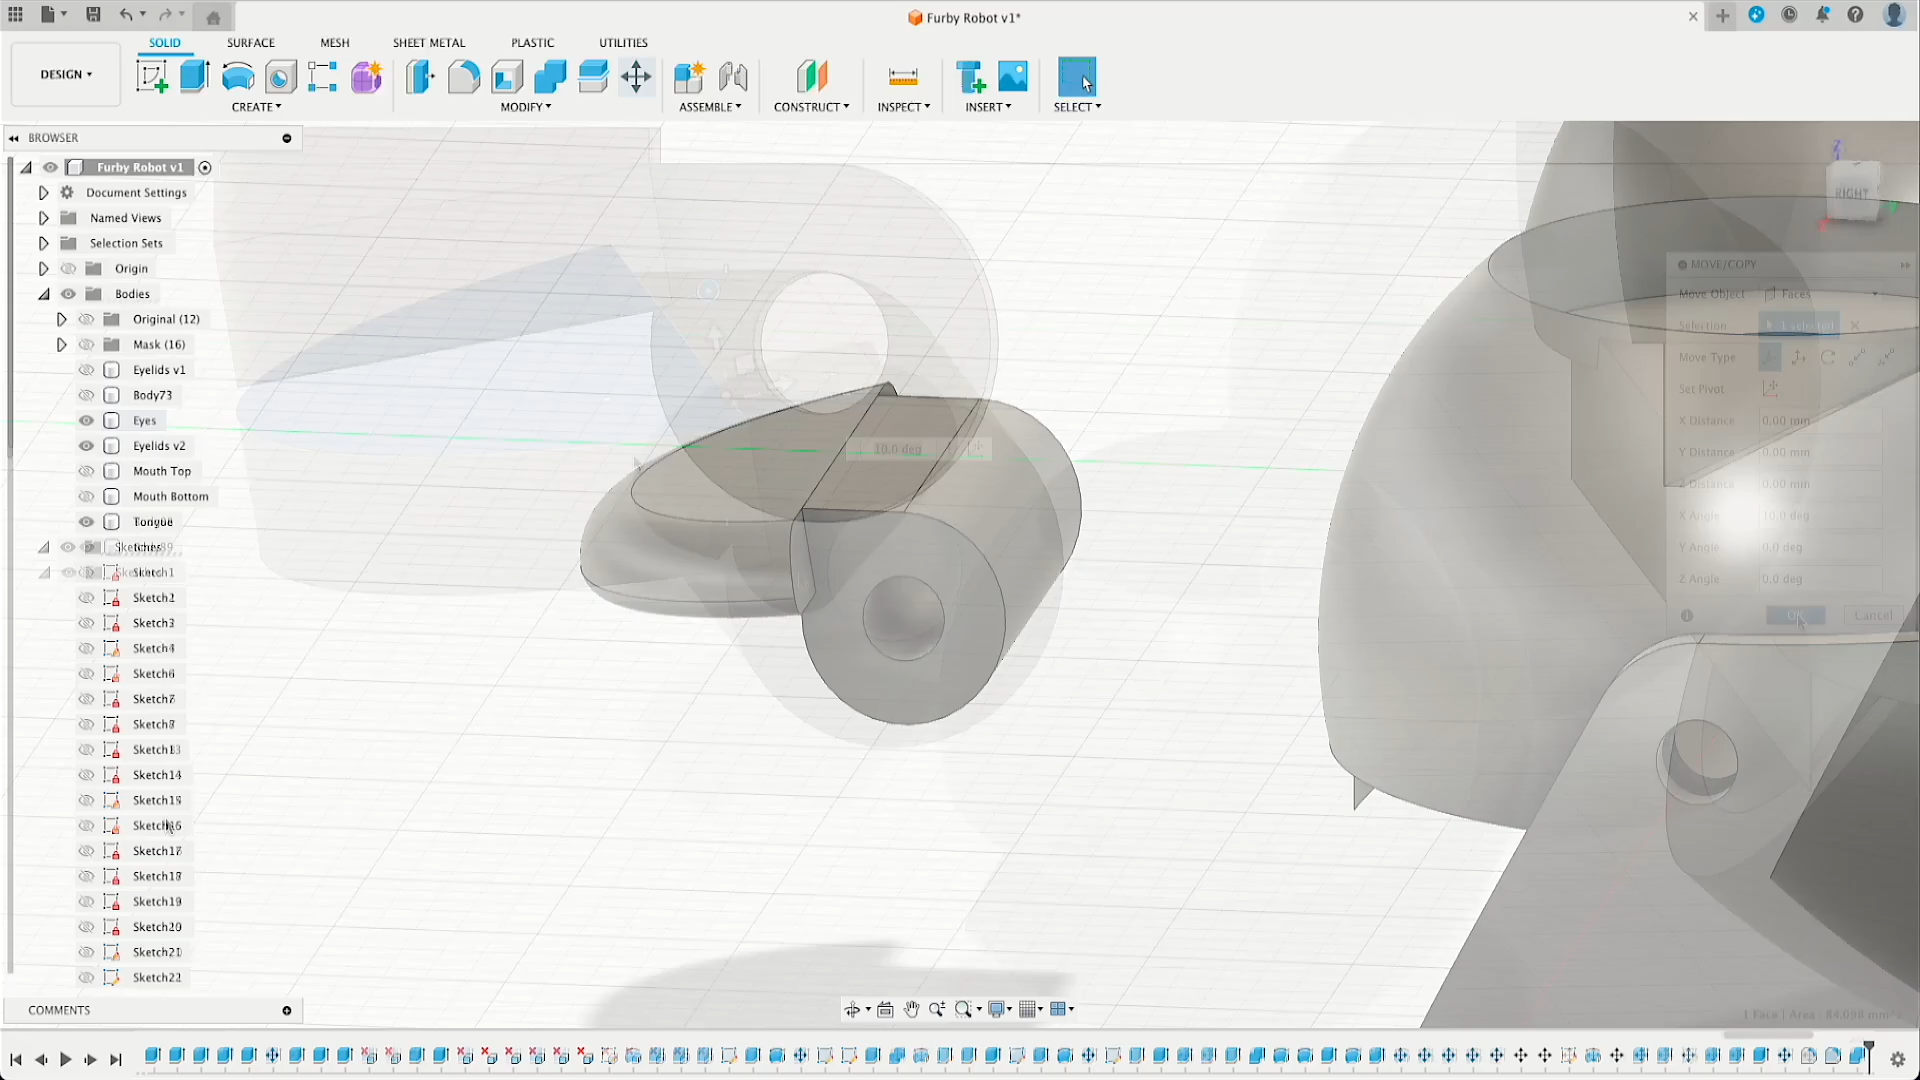 Furby Robot v1*
SOLID SURFACE MESH SHEET METAL PLASTIC UTILITIES
DESIGN
CREATE MODIFY ASSEMBLE CONSTRUCT INSPECT INSERT SELECT
BROWSER
Furby Robot v1
Document Settings
Named Views
Selection Sets
Origin
Bodies
Original (12)
Mask (16)
Eyelids v1
Body73
Eyes
Eyelids v2
Mouth Top
Mouth Bottom
Tongue
Sketches
Sketch1
Sketch2
Sketch3
Sketch4
Sketch6
Sketch7
Sketch8
Sketch14
Sketch19
Sketch20
Sketch21
Sketch22
COMMENTS
10.0 deg
Z
RIGHT
MOVE/COPY
Move Object Faces
Selection 1 selected
Move Type
Set Pivot
X Distance 0.00 mm
Y Distance 0.00 mm
Z Distance 0.00 mm
X Angle 10.0 deg
Y Angle 0.0 deg
Z Angle 0.0 deg
OK Cancel